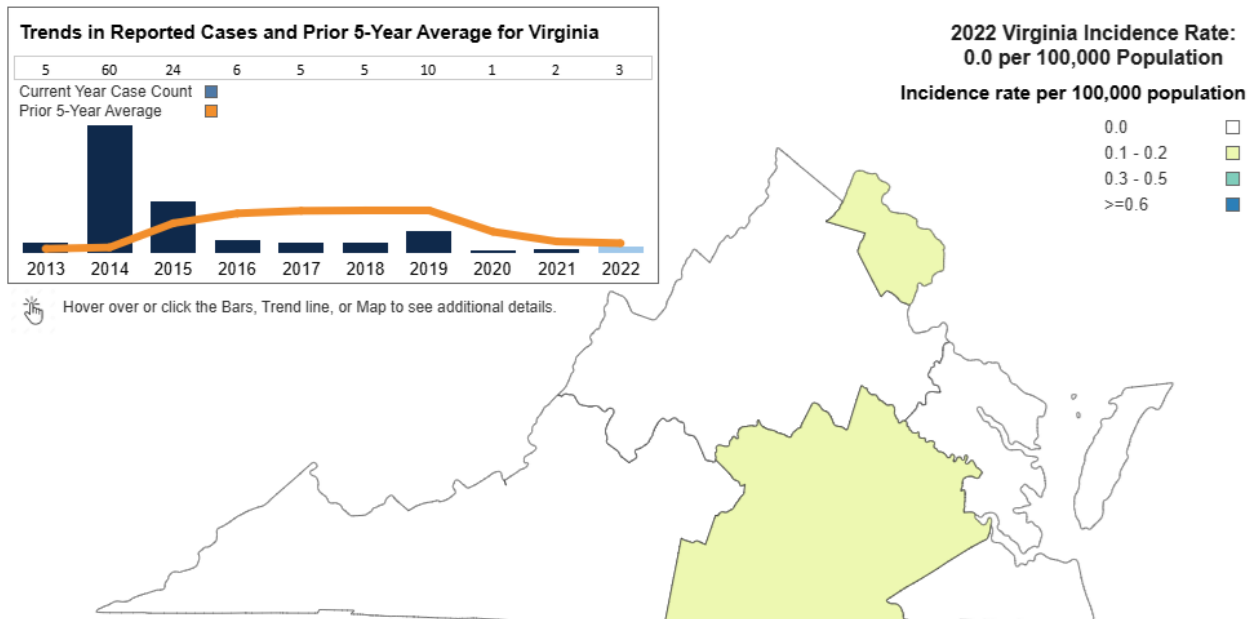 Trends in Reported Cases and Prior 5-Year Average for Virginia
5 60 24 6 5 5 10 1 2 3
Current Year Case Count
Prior 5-Year Average
2013 2014 2015 2016 2017 2018 2019 2020 2021 2022
Hover over or click the Bars, Trend line, or Map to see additional details.
2022 Virginia Incidence Rate:
0.0 per 100,000 Population
Incidence rate per 100,000 population
0.0
0.1 - 0.2
0.3 - 0.5
>=0.6